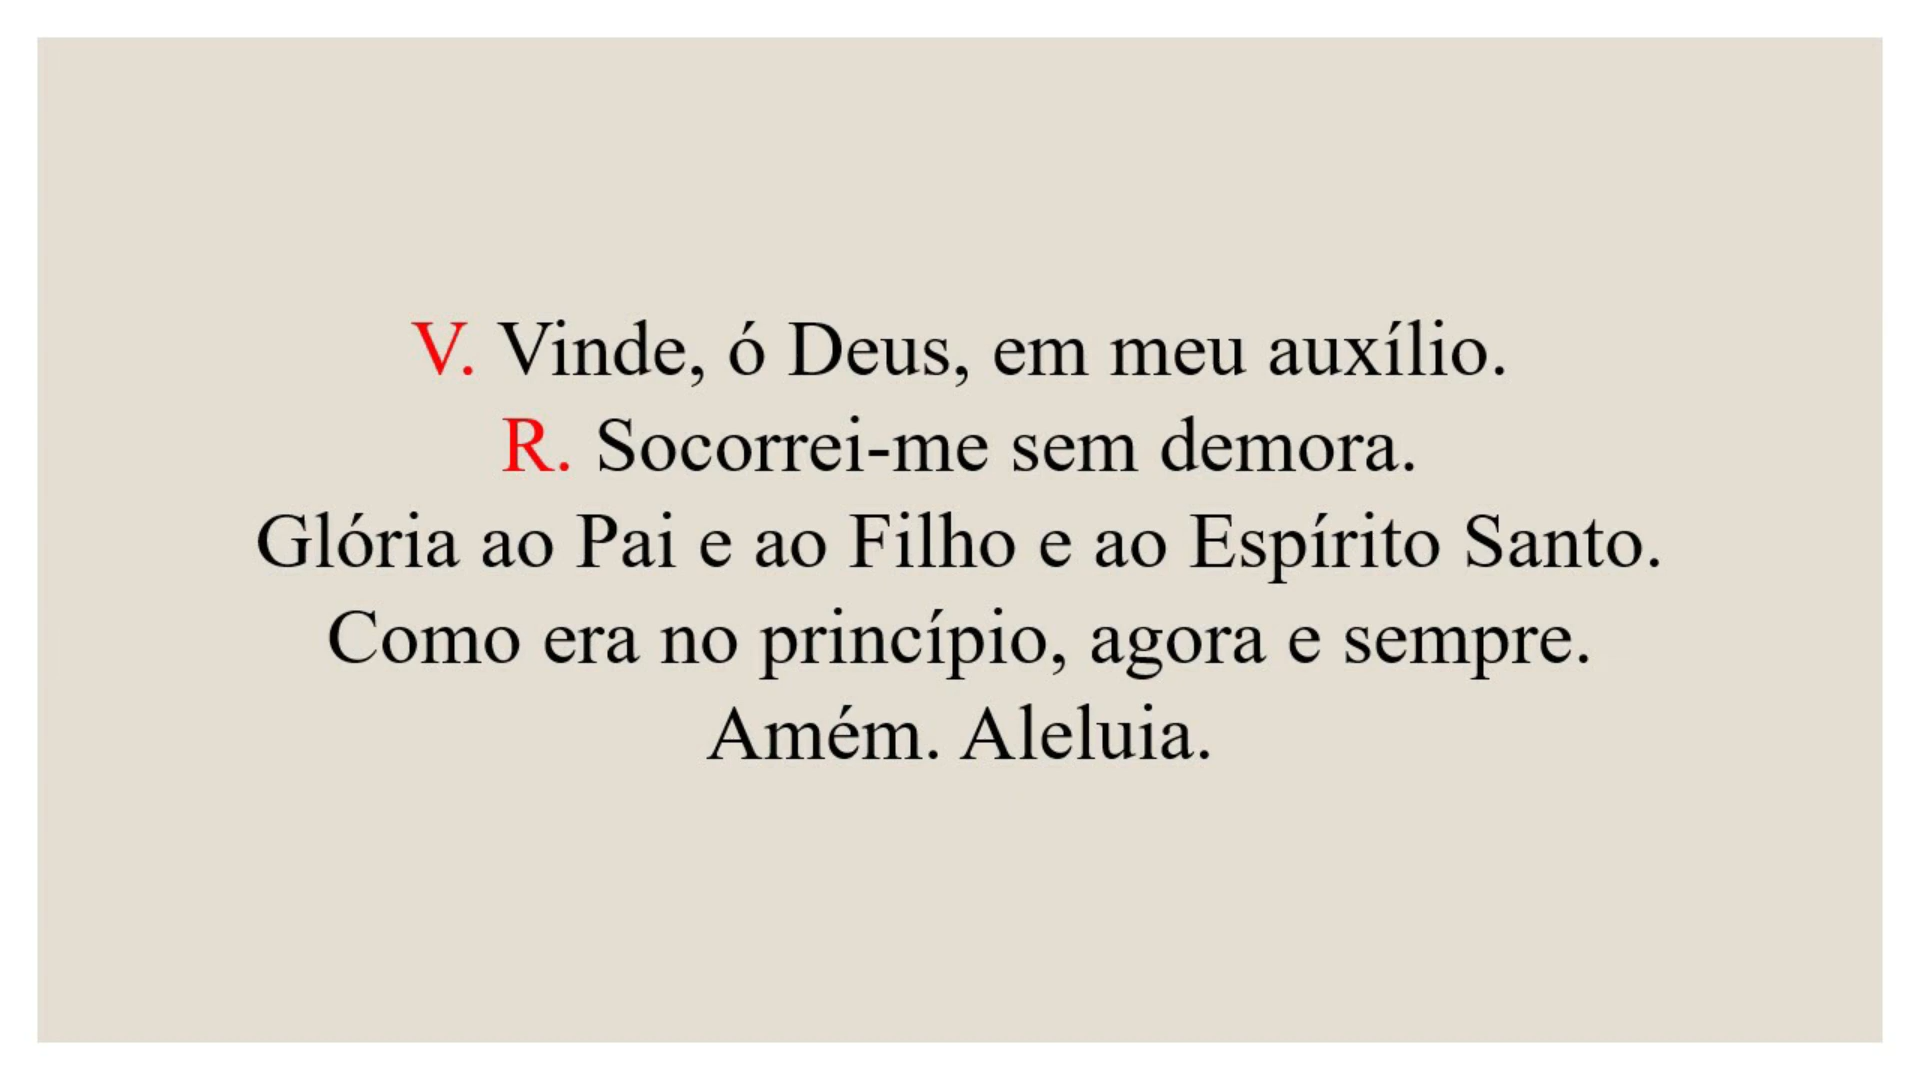 V. Vinde, ó Deus, em meu auxílio.
R. Socorrei-me sem demora.
Glória ao Pai e ao Filho e ao Espírito Santo.
Como era no princípio, agora e sempre.
Amém. Aleluia.